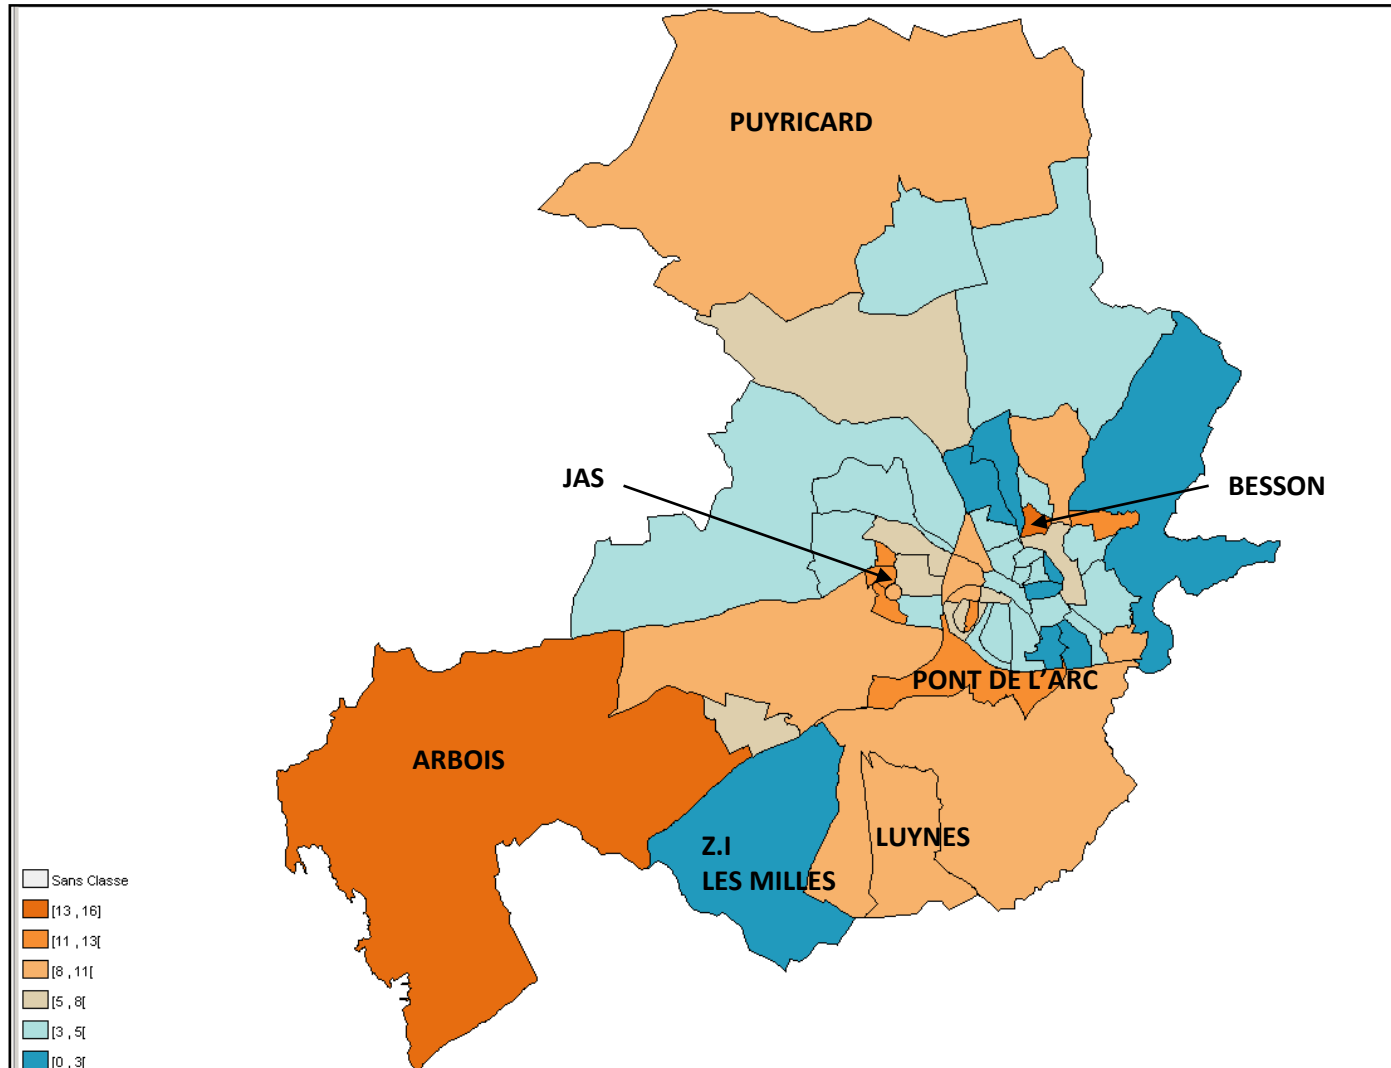 PUYRICARD
JAS
BESSON
PONT DE L'ARC
ARBOIS
LUYNES
Z.I
LES MILLES
Sans Classe
[13 , 16]
[11 , 13[
[8 , 11[
[5 , 8[
[3 , 5[
[0 , 3[